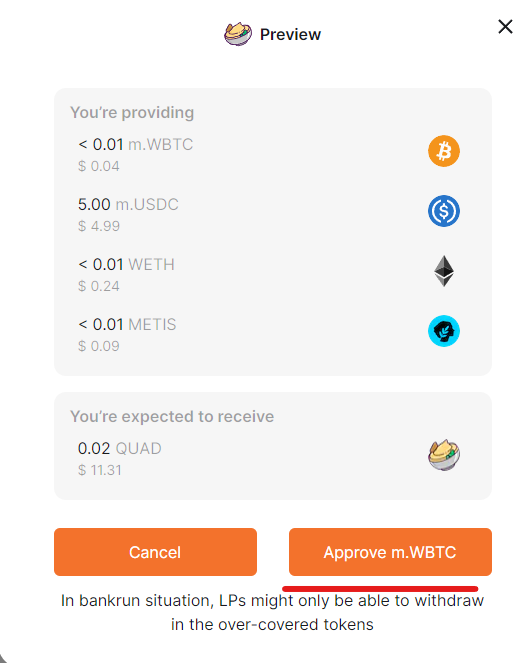 Preview
You're providing
< 0.01 m.WBTC
$ 0.04
5.00 m.USDC
$ 4.99
< 0.01 WETH
$ 0.24
< 0.01 METIS
$ 0.09
You're expected to receive
0.02 QUAD
$ 11.31
Cancel
Approve m.WBTC
In bankrun situation, LPs might only be able to withdraw
in the over-covered tokens